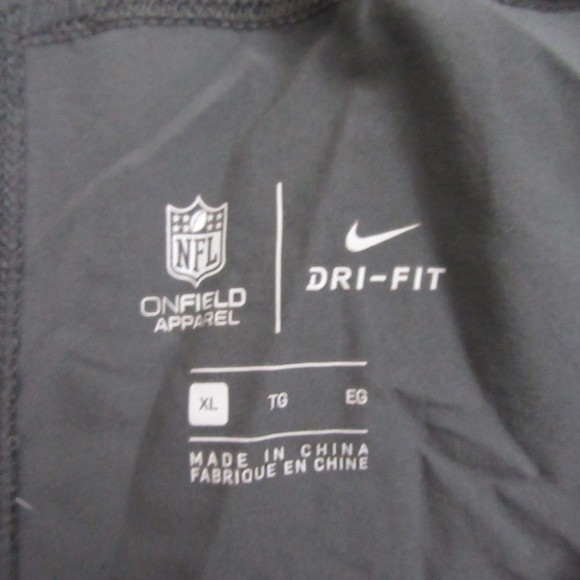 NFL
ONFIELD
APPAREL
DRI-FIT
XL TG EG
MADE IN CHINA
FABRIQUE EN CHINE